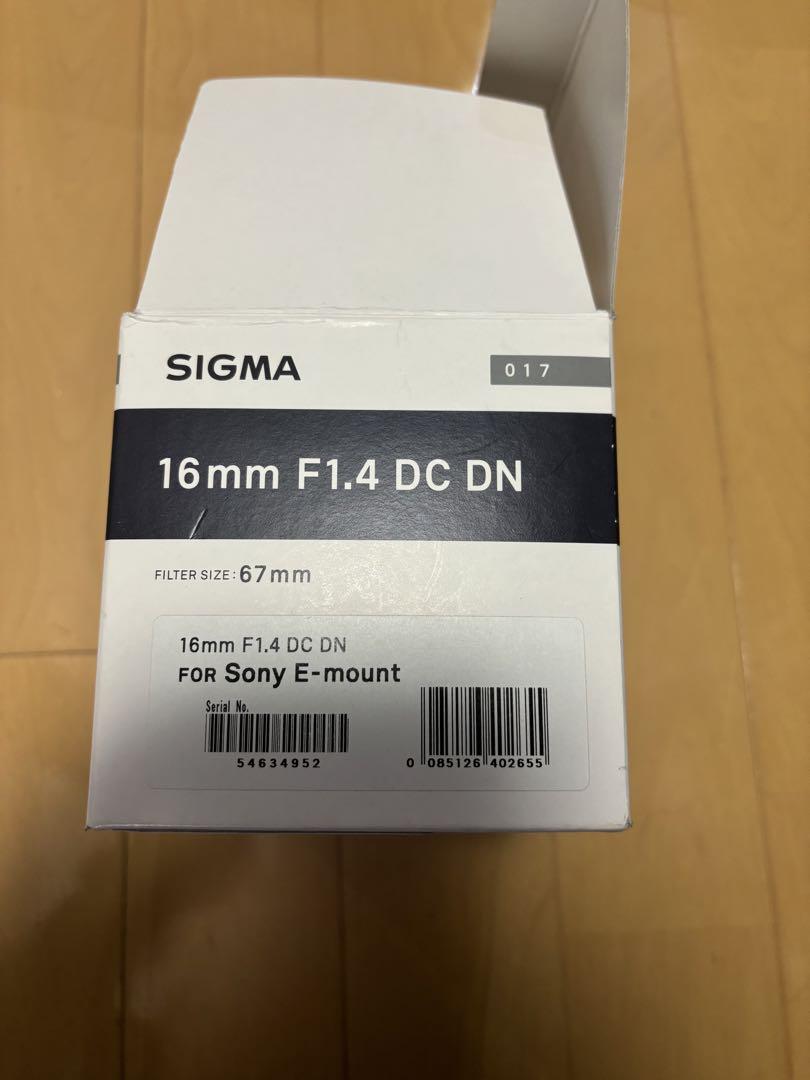 SIGMA
017
16mm F1.4 DC DN
FILTER SIZE: 67mm
16mm F1.4 DC DN
FOR Sony E-mount
Serial No.
54634952
0 085126 402655